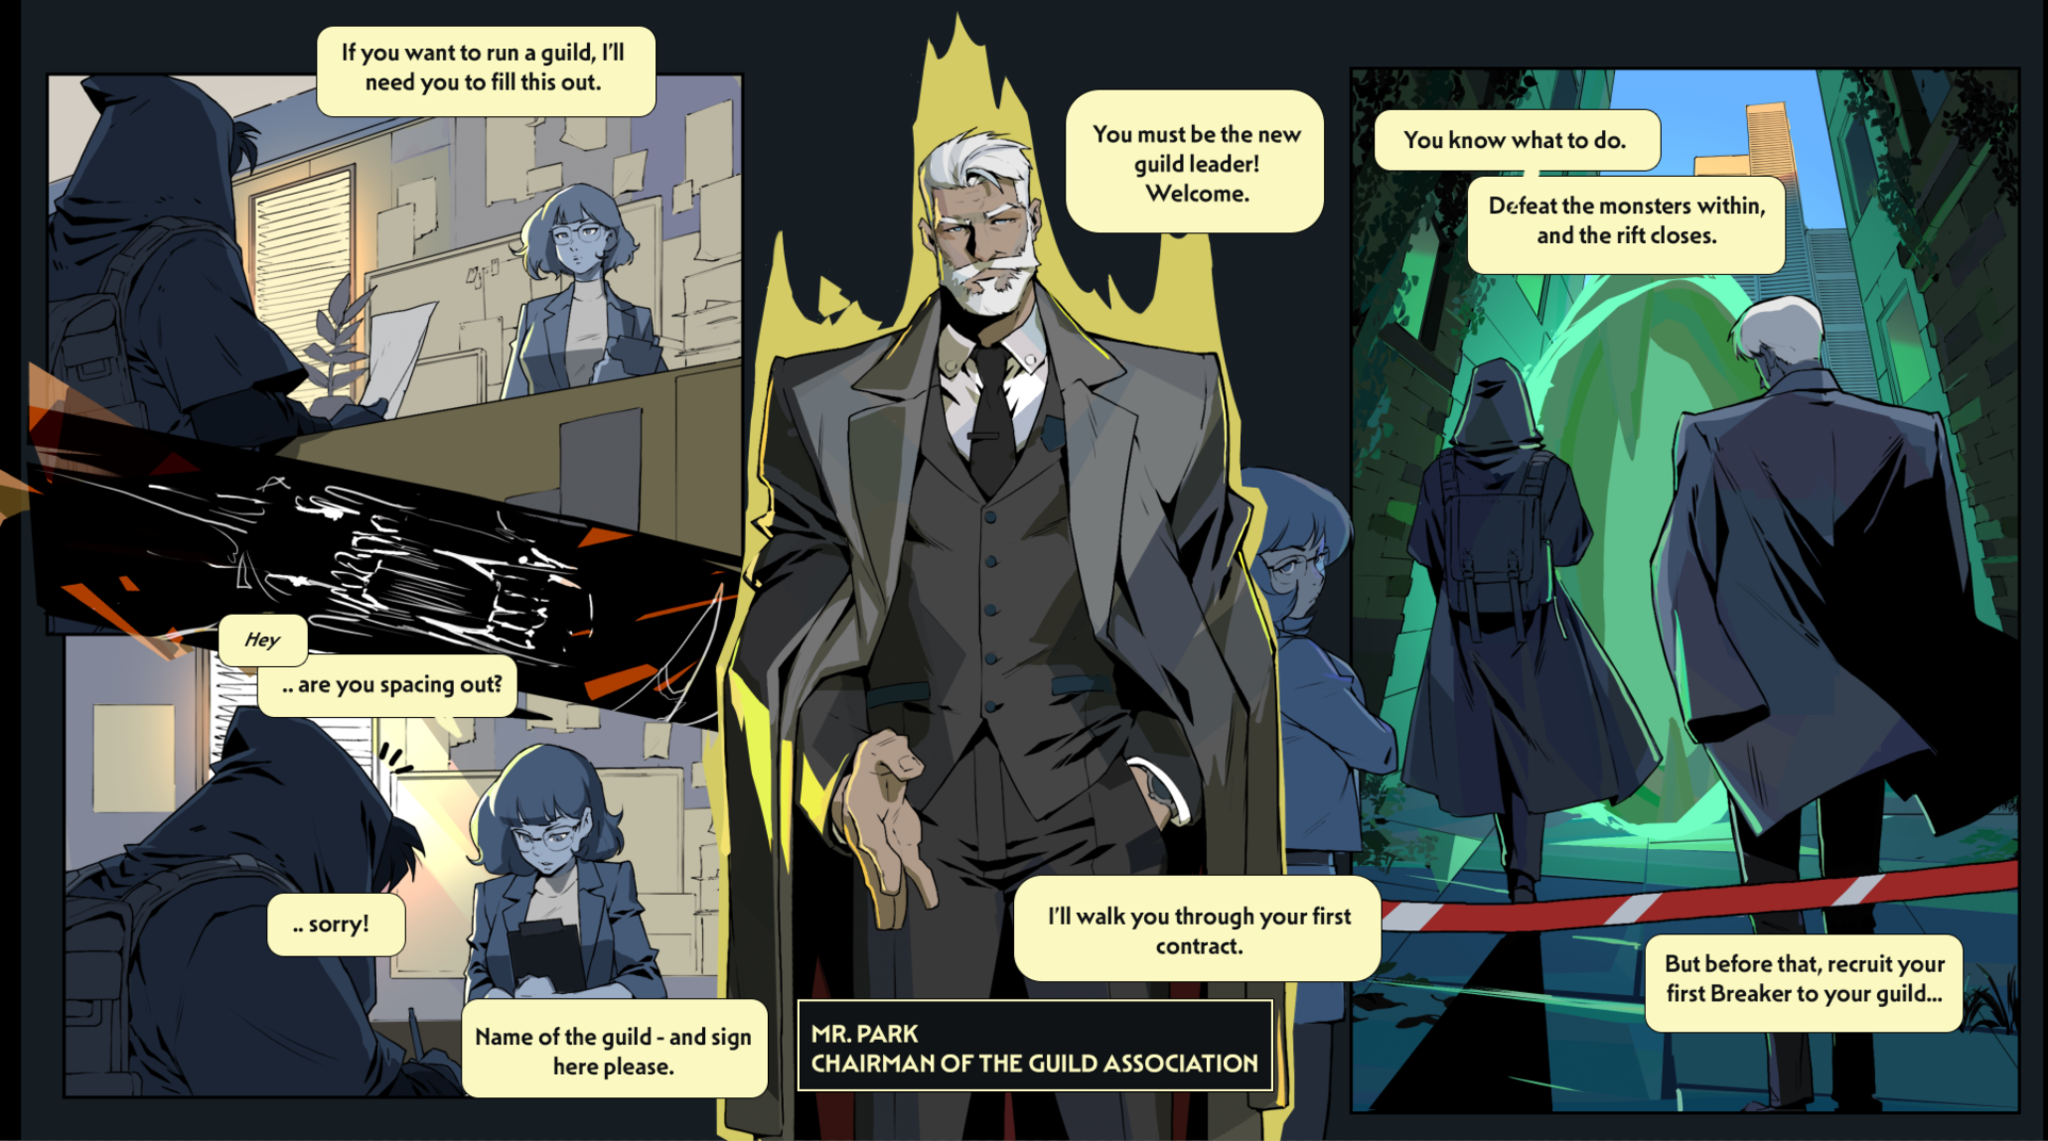 If you want to run a guild, I'll
need you to fill this out.
Hey
.. are you spacing out?
.. sorry!
Name of the guild - and sign
here please.
You must be the new
guild leader!
Welcome.
I'll walk you through your first
contract.
MR. PARK
CHAIRMAN OF THE GUILD ASSOCIATION
You know what to do.
Defeat the monsters within,
and the rift closes.
But before that, recruit your
first Breaker to your guild...